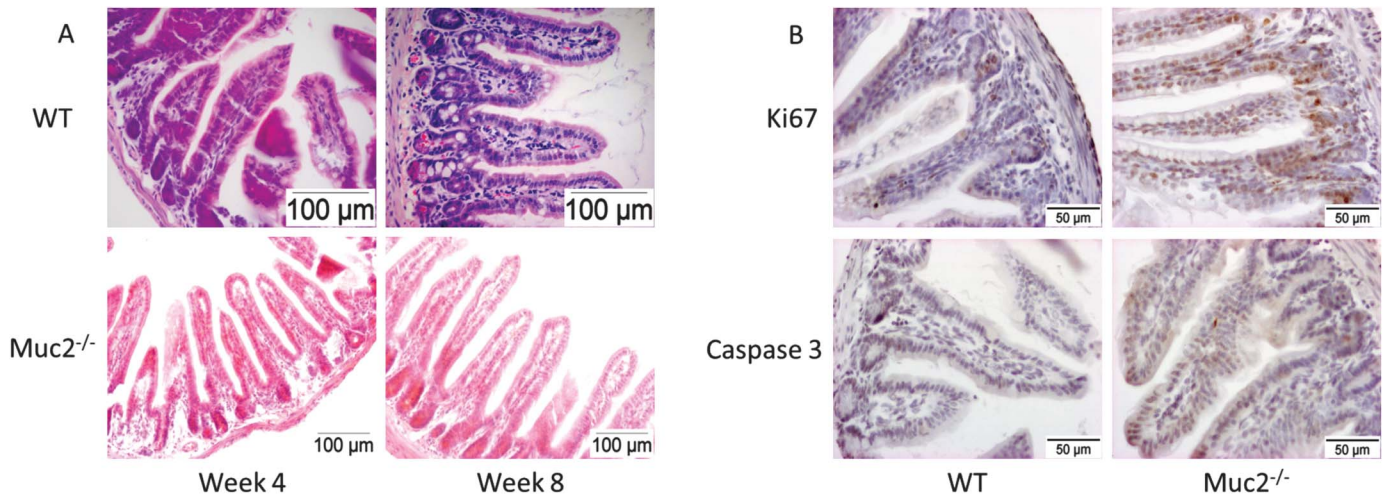 A
WT
100 µm
100 µm
Muc2-/-
100 µm
100 µm
Week 4
Week 8
B
Ki67
50 µm
50 µm
Caspase 3
50 µm
50 µm
WT
Muc2-/-